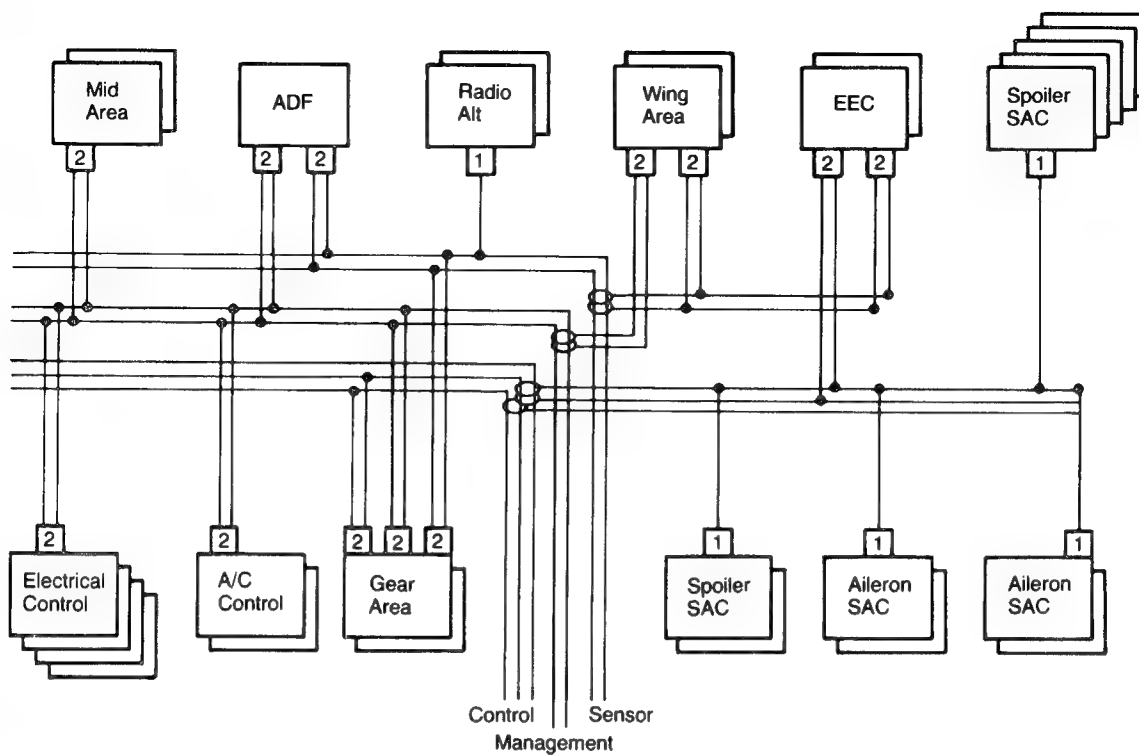 Mid
Area
2
ADF
2 2
Radio
Alt
1
Wing
Area
2 2
EEC
2 2
Spoiler
SAC
1
2
Electrical
Control
2
A/C
Control
2 2 2
Gear
Area
1
Spoiler
SAC
1
Aileron
SAC
1
Aileron
SAC
Control
Sensor
Management